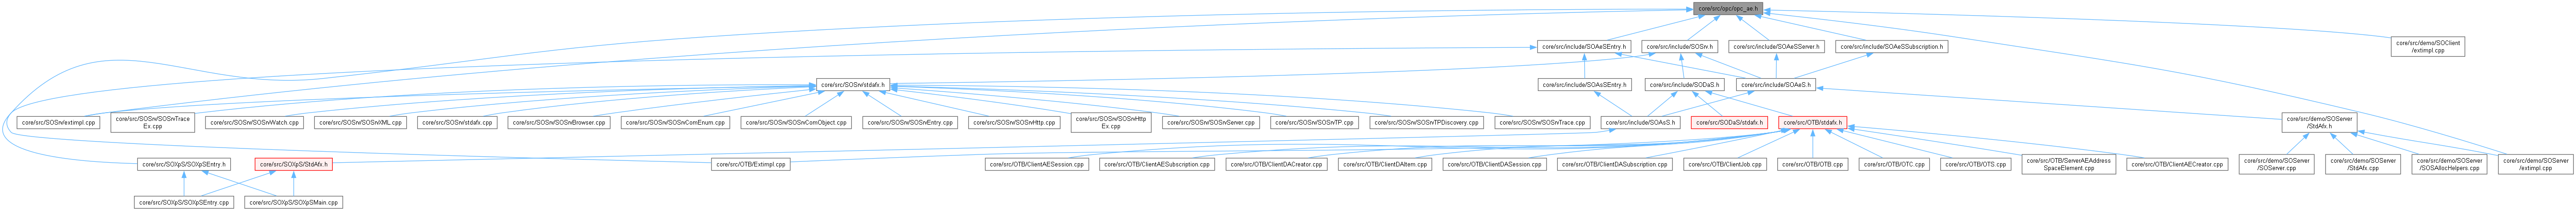 core/src/opc/opc_ae.h
core/src/include/SOAeSEntry.h
core/src/include/SOSrv.h
core/src/include/SOAeSServer.h
core/src/include/SOAeSSubscription.h
core/src/demo/SOClient
/extimpl.cpp
core/src/SOSrv/stdafx.h
core/src/include/SOAsSEntry.h
core/src/include/SODaS.h
core/src/include/SOAeS.h
core/src/SOSrv/extimpl.cpp
core/src/SOSrv/SOSrvTrace
Ex.cpp
core/src/SOSrv/SOSrvWatch.cpp
core/src/SOSrv/SOSrvXML.cpp
core/src/SOSrv/stdafx.cpp
core/src/SOSrv/SOSrvBrowser.cpp
core/src/SOSrv/SOSrvComEnum.cpp
core/src/SOSrv/SOSrvComObject.cpp
core/src/SOSrv/SOSrvEntry.cpp
core/src/SOSrv/SOSrvHttp.cpp
core/src/SOSrv/SOSrvHttp
Ex.cpp
core/src/SOSrv/SOSrvServer.cpp
core/src/SOSrv/SOSrvTP.cpp
core/src/SOSrv/SOSrvTPDiscovery.cpp
core/src/SOSrv/SOSrvTrace.cpp
core/src/include/SOAsS.h
core/src/SODaS/stdafx.h
core/src/OTB/stdafx.h
core/src/demo/SOServer
/StdAfx.h
core/src/SOXpS/SOXpSEntry.h
core/src/SOXpS/StdAfx.h
core/src/OTB/ExtImpl.cpp
core/src/OTB/ClientAESession.cpp
core/src/OTB/ClientAESubscription.cpp
core/src/OTB/ClientDACreator.cpp
core/src/OTB/ClientDAItem.cpp
core/src/OTB/ClientDASession.cpp
core/src/OTB/ClientDASubscription.cpp
core/src/OTB/ClientJob.cpp
core/src/OTB/OTB.cpp
core/src/OTB/OTC.cpp
core/src/OTB/OTS.cpp
core/src/OTB/ServerAEAddress
SpaceElement.cpp
core/src/OTB/ClientAECreator.cpp
core/src/demo/SOServer
/SOServer.cpp
core/src/demo/SOServer
/StdAfx.cpp
core/src/demo/SOServer
/SOSAllocHelpers.cpp
core/src/demo/SOServer
/extimpl.cpp
core/src/SOXpS/SOXpSEntry.cpp
core/src/SOXpS/SOXpSMain.cpp